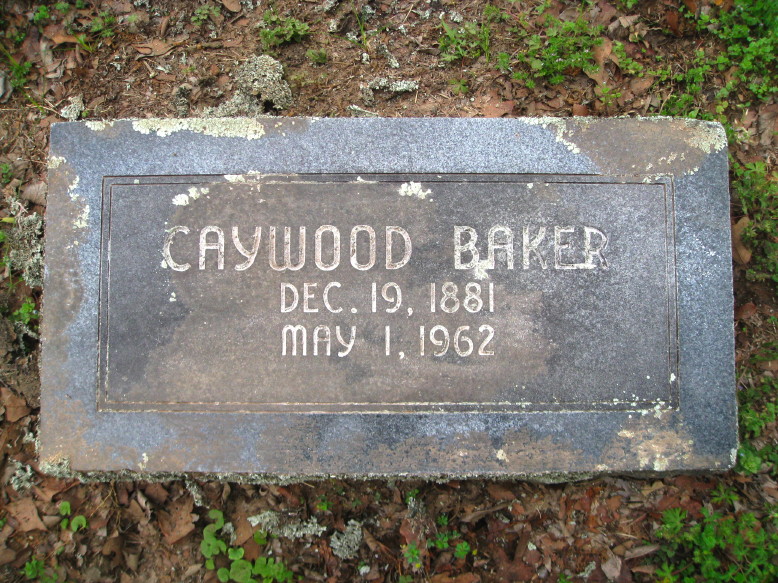 CAYWOOD BAKER
DEC. 19, 1881
MAY 1, 1962